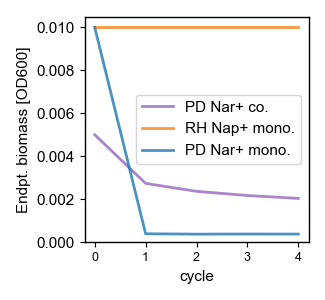 0.010
0.008
0.006
0.004
0.002
0.000
Endpt. biomass [OD600]
PD Nar+ co.
RH Nap+ mono.
PD Nar+ mono.
0 1 2 3 4
cycle